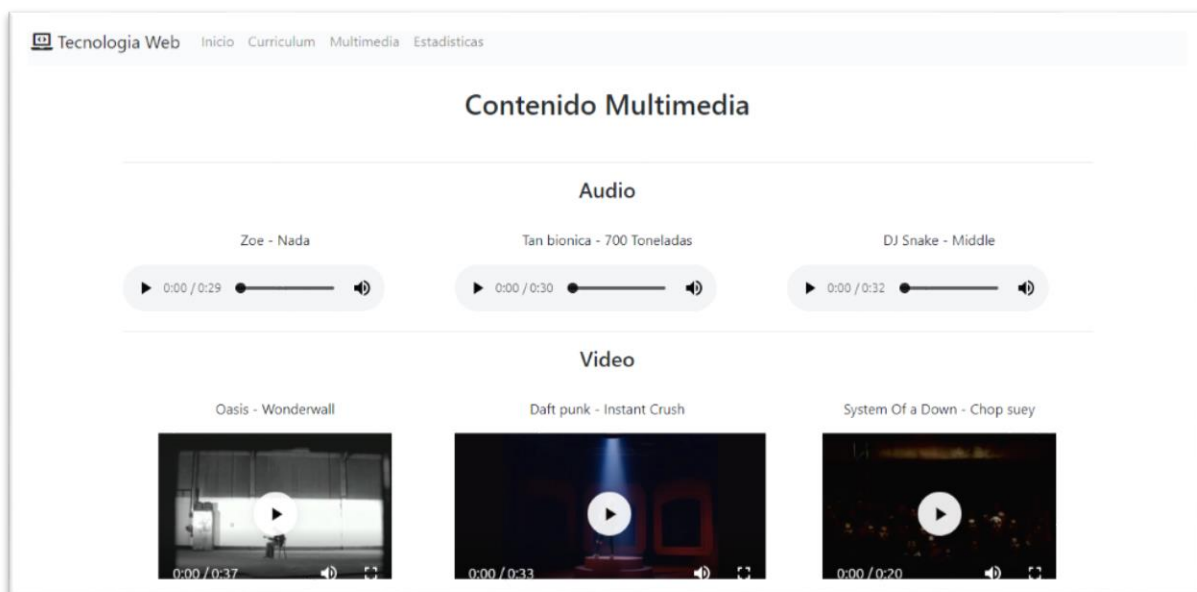 Tecnologia Web Inicio Curriculum Multimedia Estadisticas
Contenido Multimedia
Audio
Zoe - Nada Tan bionica - 700 Toneladas DJ Snake - Middle
0:00 / 0:29 0:00 / 0:30 0:00 / 0:32
Video
Oasis - Wonderwall Daft punk - Instant Crush System Of a Down - Chop suey
0:00 / 0:37 0:00 / 0:33 0:00 / 0:20